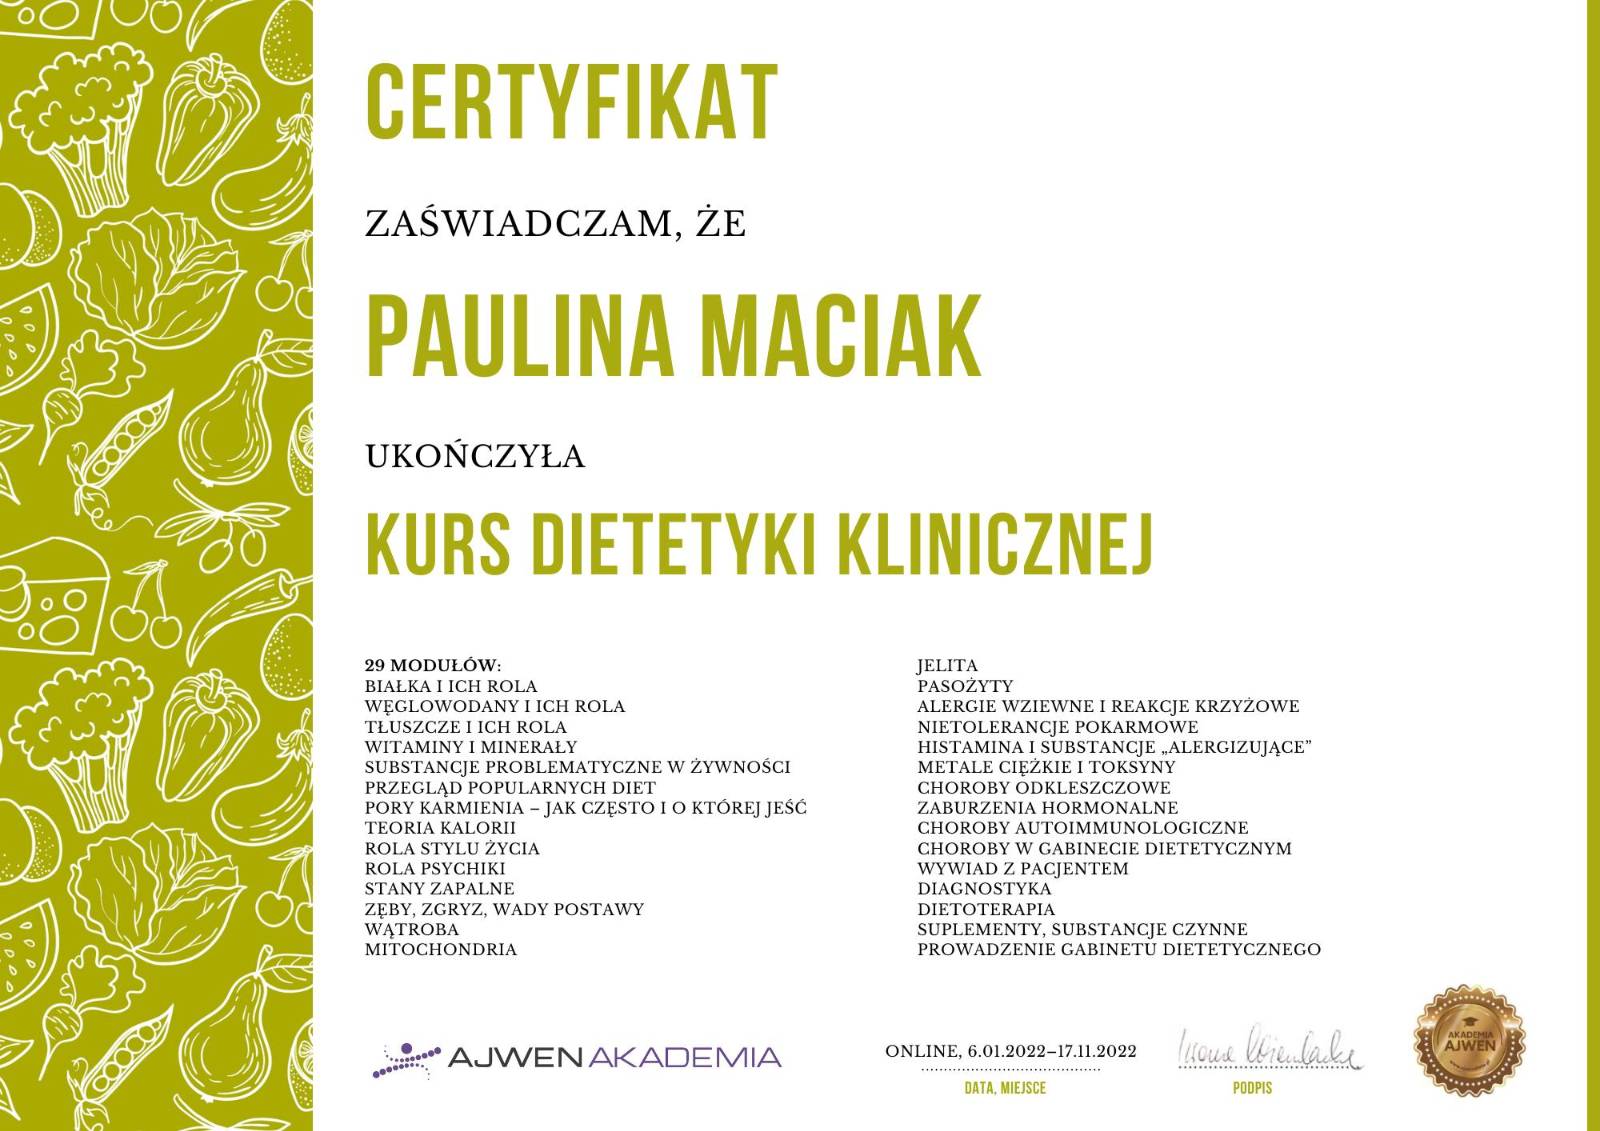 CERTYFIKAT
ZAŚWIADCZAM, ŻE
PAULINA MACIAK
UKOŃCZYŁA
KURS DIETETYKI KLINICZNEJ
29 MODUŁÓW:
BIAŁKA I ICH ROLA
WĘGLOWODANY I ICH ROLA
TŁUSZCZE I ICH ROLA
WITAMINY I MINERAŁY
SUBSTANCJE PROBLEMATYCZNE W ŻYWNOŚCI
PRZEGLĄD POPULARNYCH DIET
PORY KARMIENIA – JAK CZĘSTO I O KTÓREJ JEŚĆ
TEORIA KALORII
ROLA STYLU ŻYCIA
ROLA PSYCHIKI
STANY ZAPALNE
ZĘBY, ZGRYZ, WADY POSTAWY
WĄTROBA
MITOCHONDRIA
JELITA
PASOŻYTY
ALERGIE WZIEWNE I REAKCJE KRZYŻOWE
NIETOLERANCJE POKARMOWE
HISTAMINA I SUBSTANCJE „ALERGIZUJĄCE”
METALE CIĘŻKIE I TOKSYNY
CHOROBY ODKLESZCZOWE
ZABURZENIA HORMONALNE
CHOROBY AUTOIMMUNOLOGICZNE
CHOROBY W GABINECIE DIETETYCZNYM
WYWIAD Z PACJENTEM
DIAGNOSTYKA
DIETOTERAPIA
SUPLEMENTY, SUBSTANCJE CZYNNE
PROWADZENIE GABINETU DIETETYCZNEGO
AJWEN AKADEMIA
ONLINE, 6.01.2022–17.11.2022
DATA, MIEJSCE
PODPIS
AKADEMIA
AJWEN